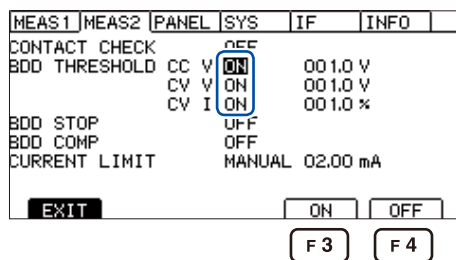 MEAS1 MEAS2 PANEL SYS IF INFO
CONTACT CHECK OFF
BDD THRESHOLD CC V ON 001.0 V
CV V ON 001.0 V
CV I ON 001.0 %
BDD STOP OFF
BDD COMP OFF
CURRENT LIMIT MANUAL 02.00 mA
EXIT ON OFF
F3 F4